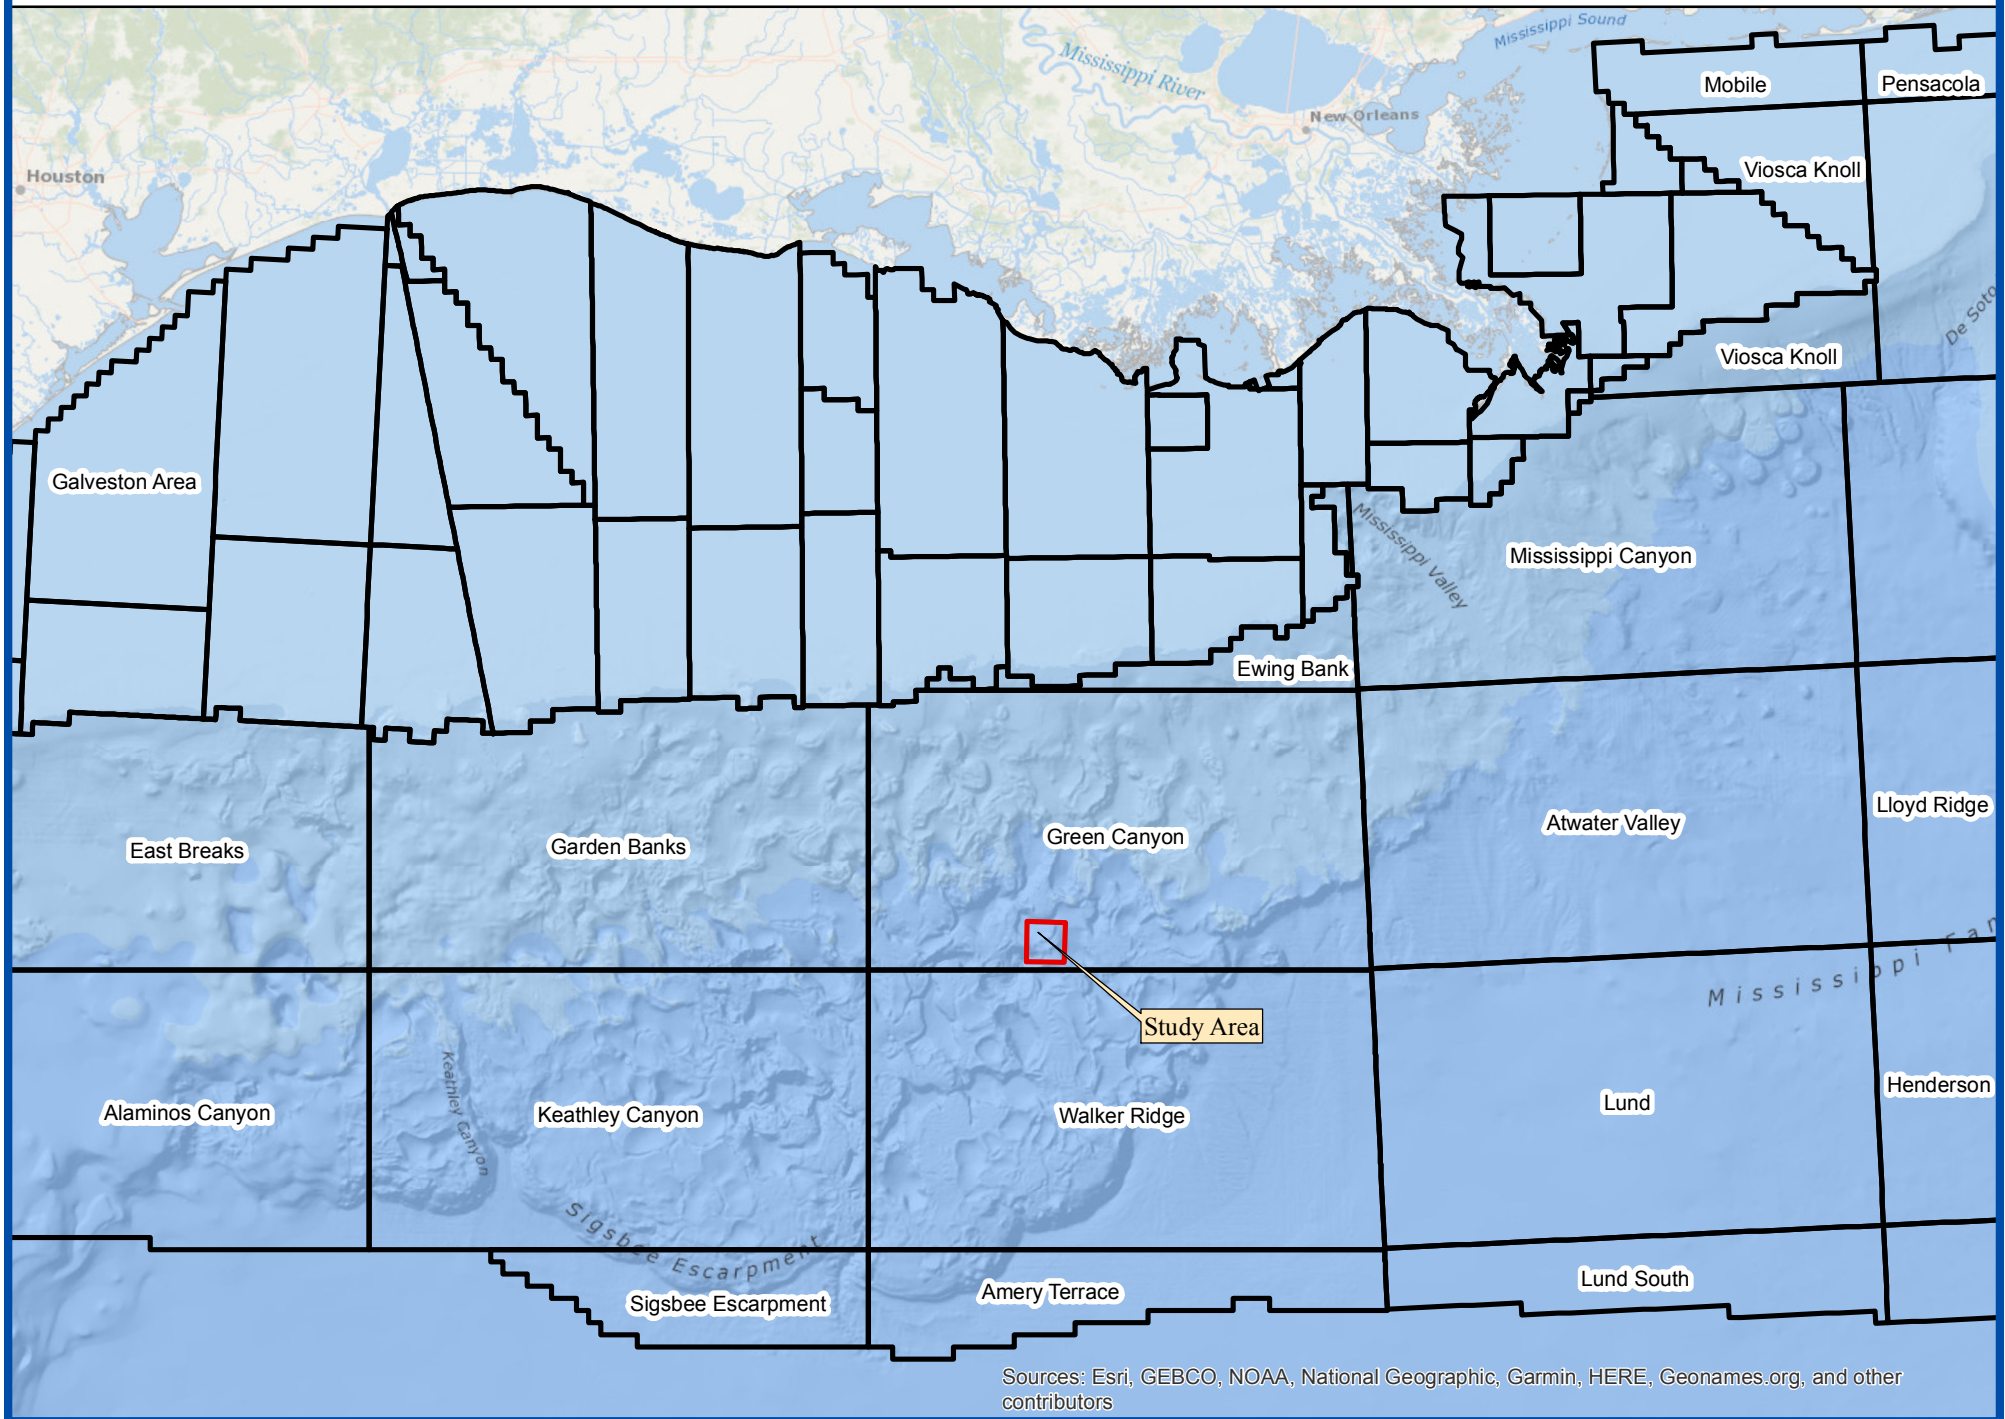 Mississippi Sound
Mississippi River
Mobile
Pensacola
New Orleans
Houston
Viosca Knoll
De Soto
Viosca Knoll
Galveston Area
Mississippi Valley
Mississippi Canyon
Ewing Bank
Lloyd Ridge
Atwater Valley
Green Canyon
Garden Banks
East Breaks
Mississippi Fan
Study Area
Keathley Canyon
Henderson
Lund
Alaminos Canyon
Keathley Canyon
Walker Ridge
Sigsbee Escarpment
Lund South
Amery Terrace
Sigsbee Escarpment
Sources: Esri, GEBCO, NOAA, National Geographic, Garmin, HERE, Geonames.org, and other
contributors